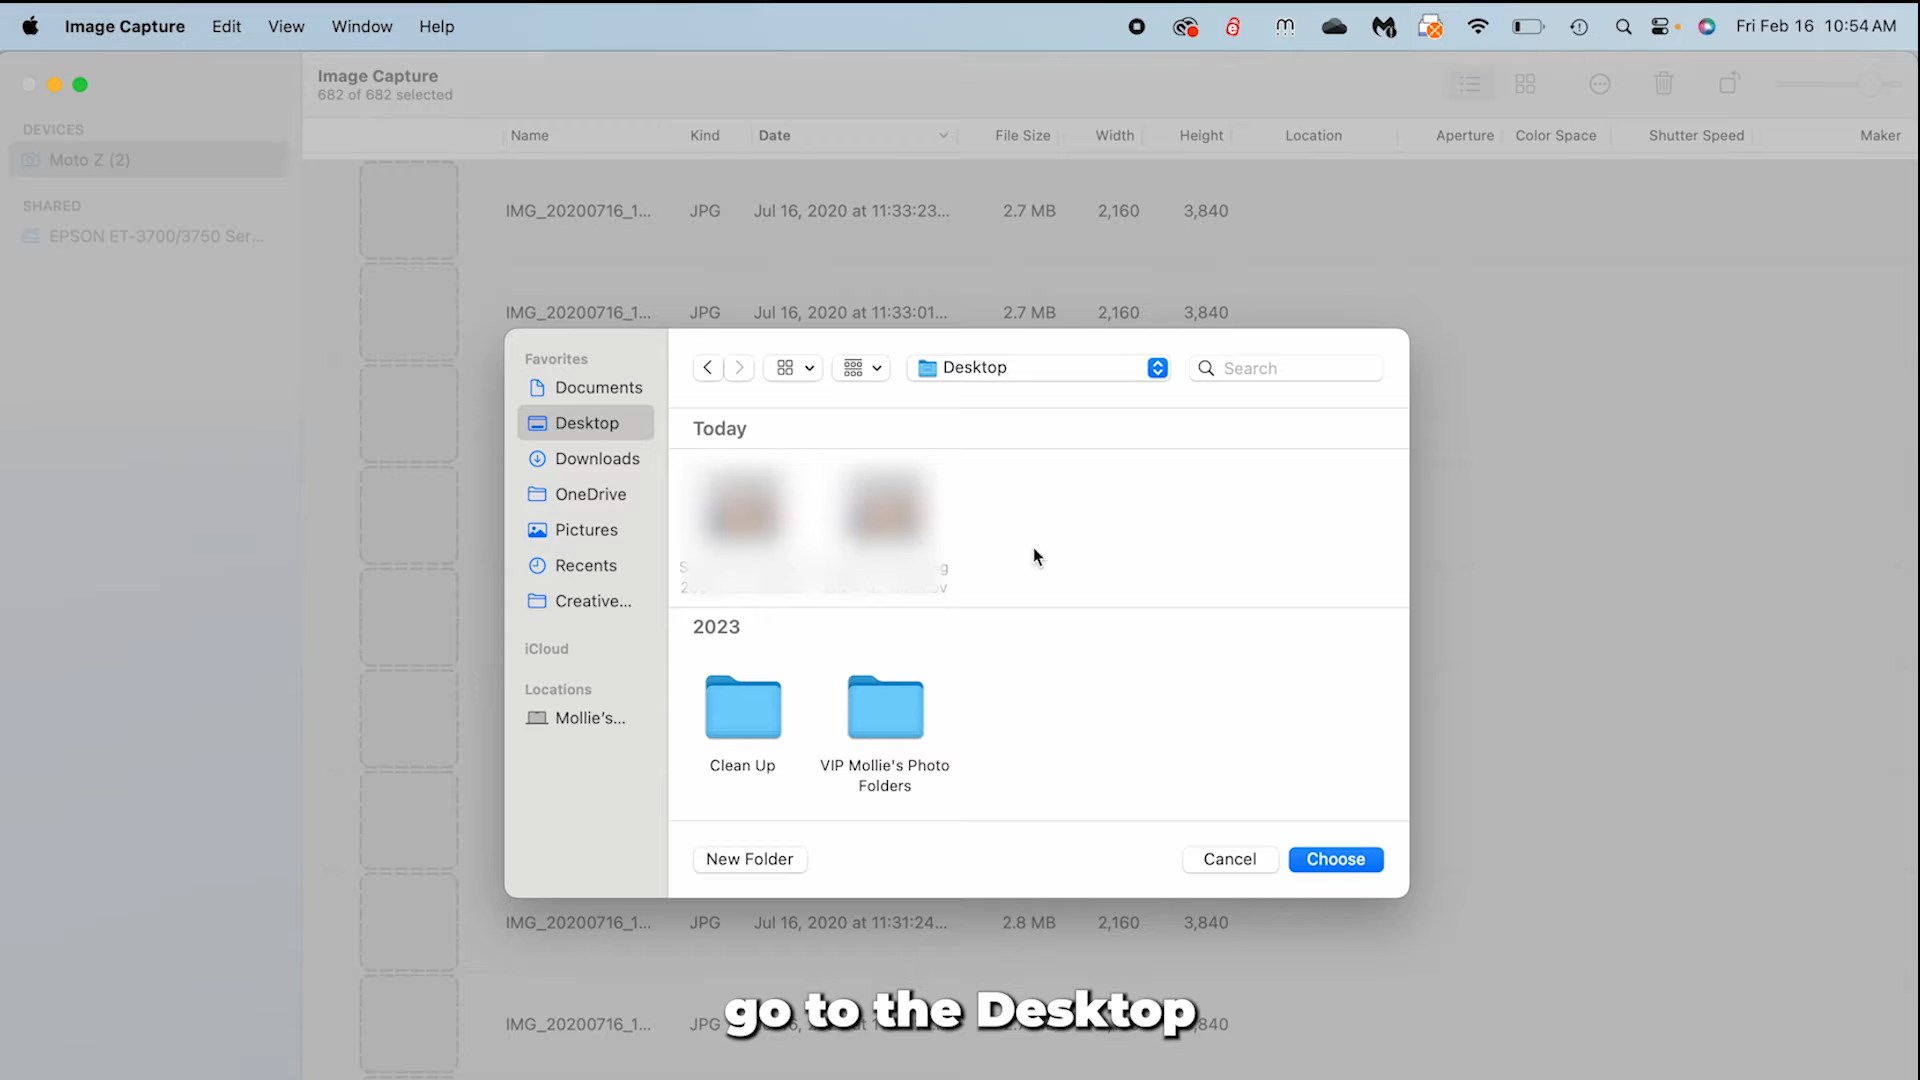 Image Capture Edit View Window Help Fri Feb 16 10:54 AM
Image Capture
682 of 682 selected
DEVICES
Moto Z (2)
SHARED
EPSON ET-3700/3750 Ser...
Name Kind Date File Size Width Height Location Aperture Color Space Shutter Speed Maker
IMG_20200716_1... JPG Jul 16, 2020 at 11:33:23... 2.7 MB 2,160 3,840
IMG_20200716_1... JPG Jul 16, 2020 at 11:33:01... 2.7 MB 2,160 3,840
Favorites
Documents
Desktop
Downloads
OneDrive
Pictures
Recents
Creative...
iCloud
Locations
Mollie's...
Desktop
Search
Today
2023
Clean Up
VIP Mollie's Photo
Folders
New Folder
Cancel
Choose
IMG_20200716_1... JPG Jul 16, 2020 at 11:31:24... 2.8 MB 2,160 3,840
IMG_20200716_1... JPG
go to the Desktop